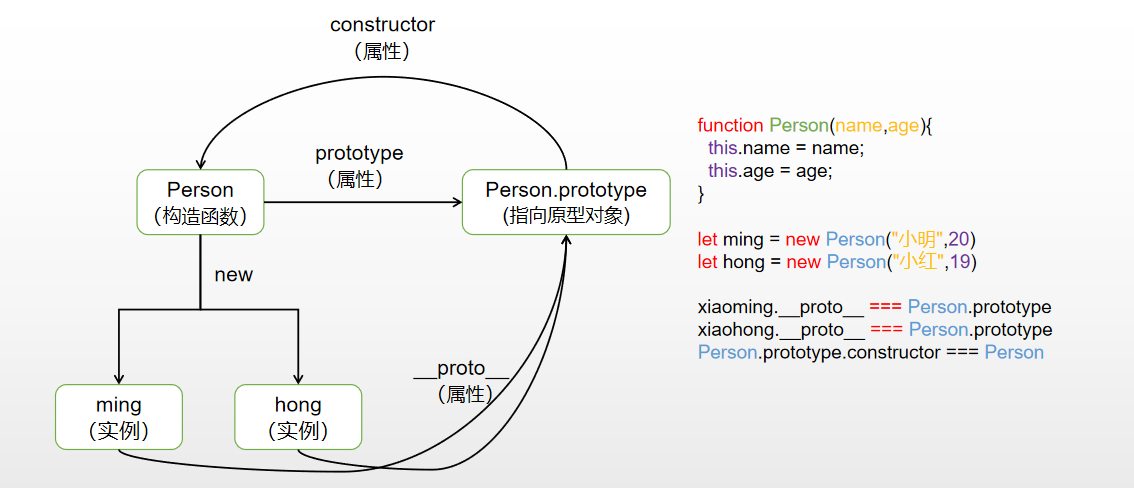 constructor
（属性）
prototype
（属性）
Person
（构造函数）
Person.prototype
(指向原型对象)
new
ming
（实例）
hong
（实例）
__proto__
（属性）
function Person(name,age){
this.name = name;
this.age = age;
}
let ming = new Person("小明",20)
let hong = new Person("小红",19)
xiaoming.__proto__ === Person.prototype
xiaohong.__proto__ === Person.prototype
Person.prototype.constructor === Person